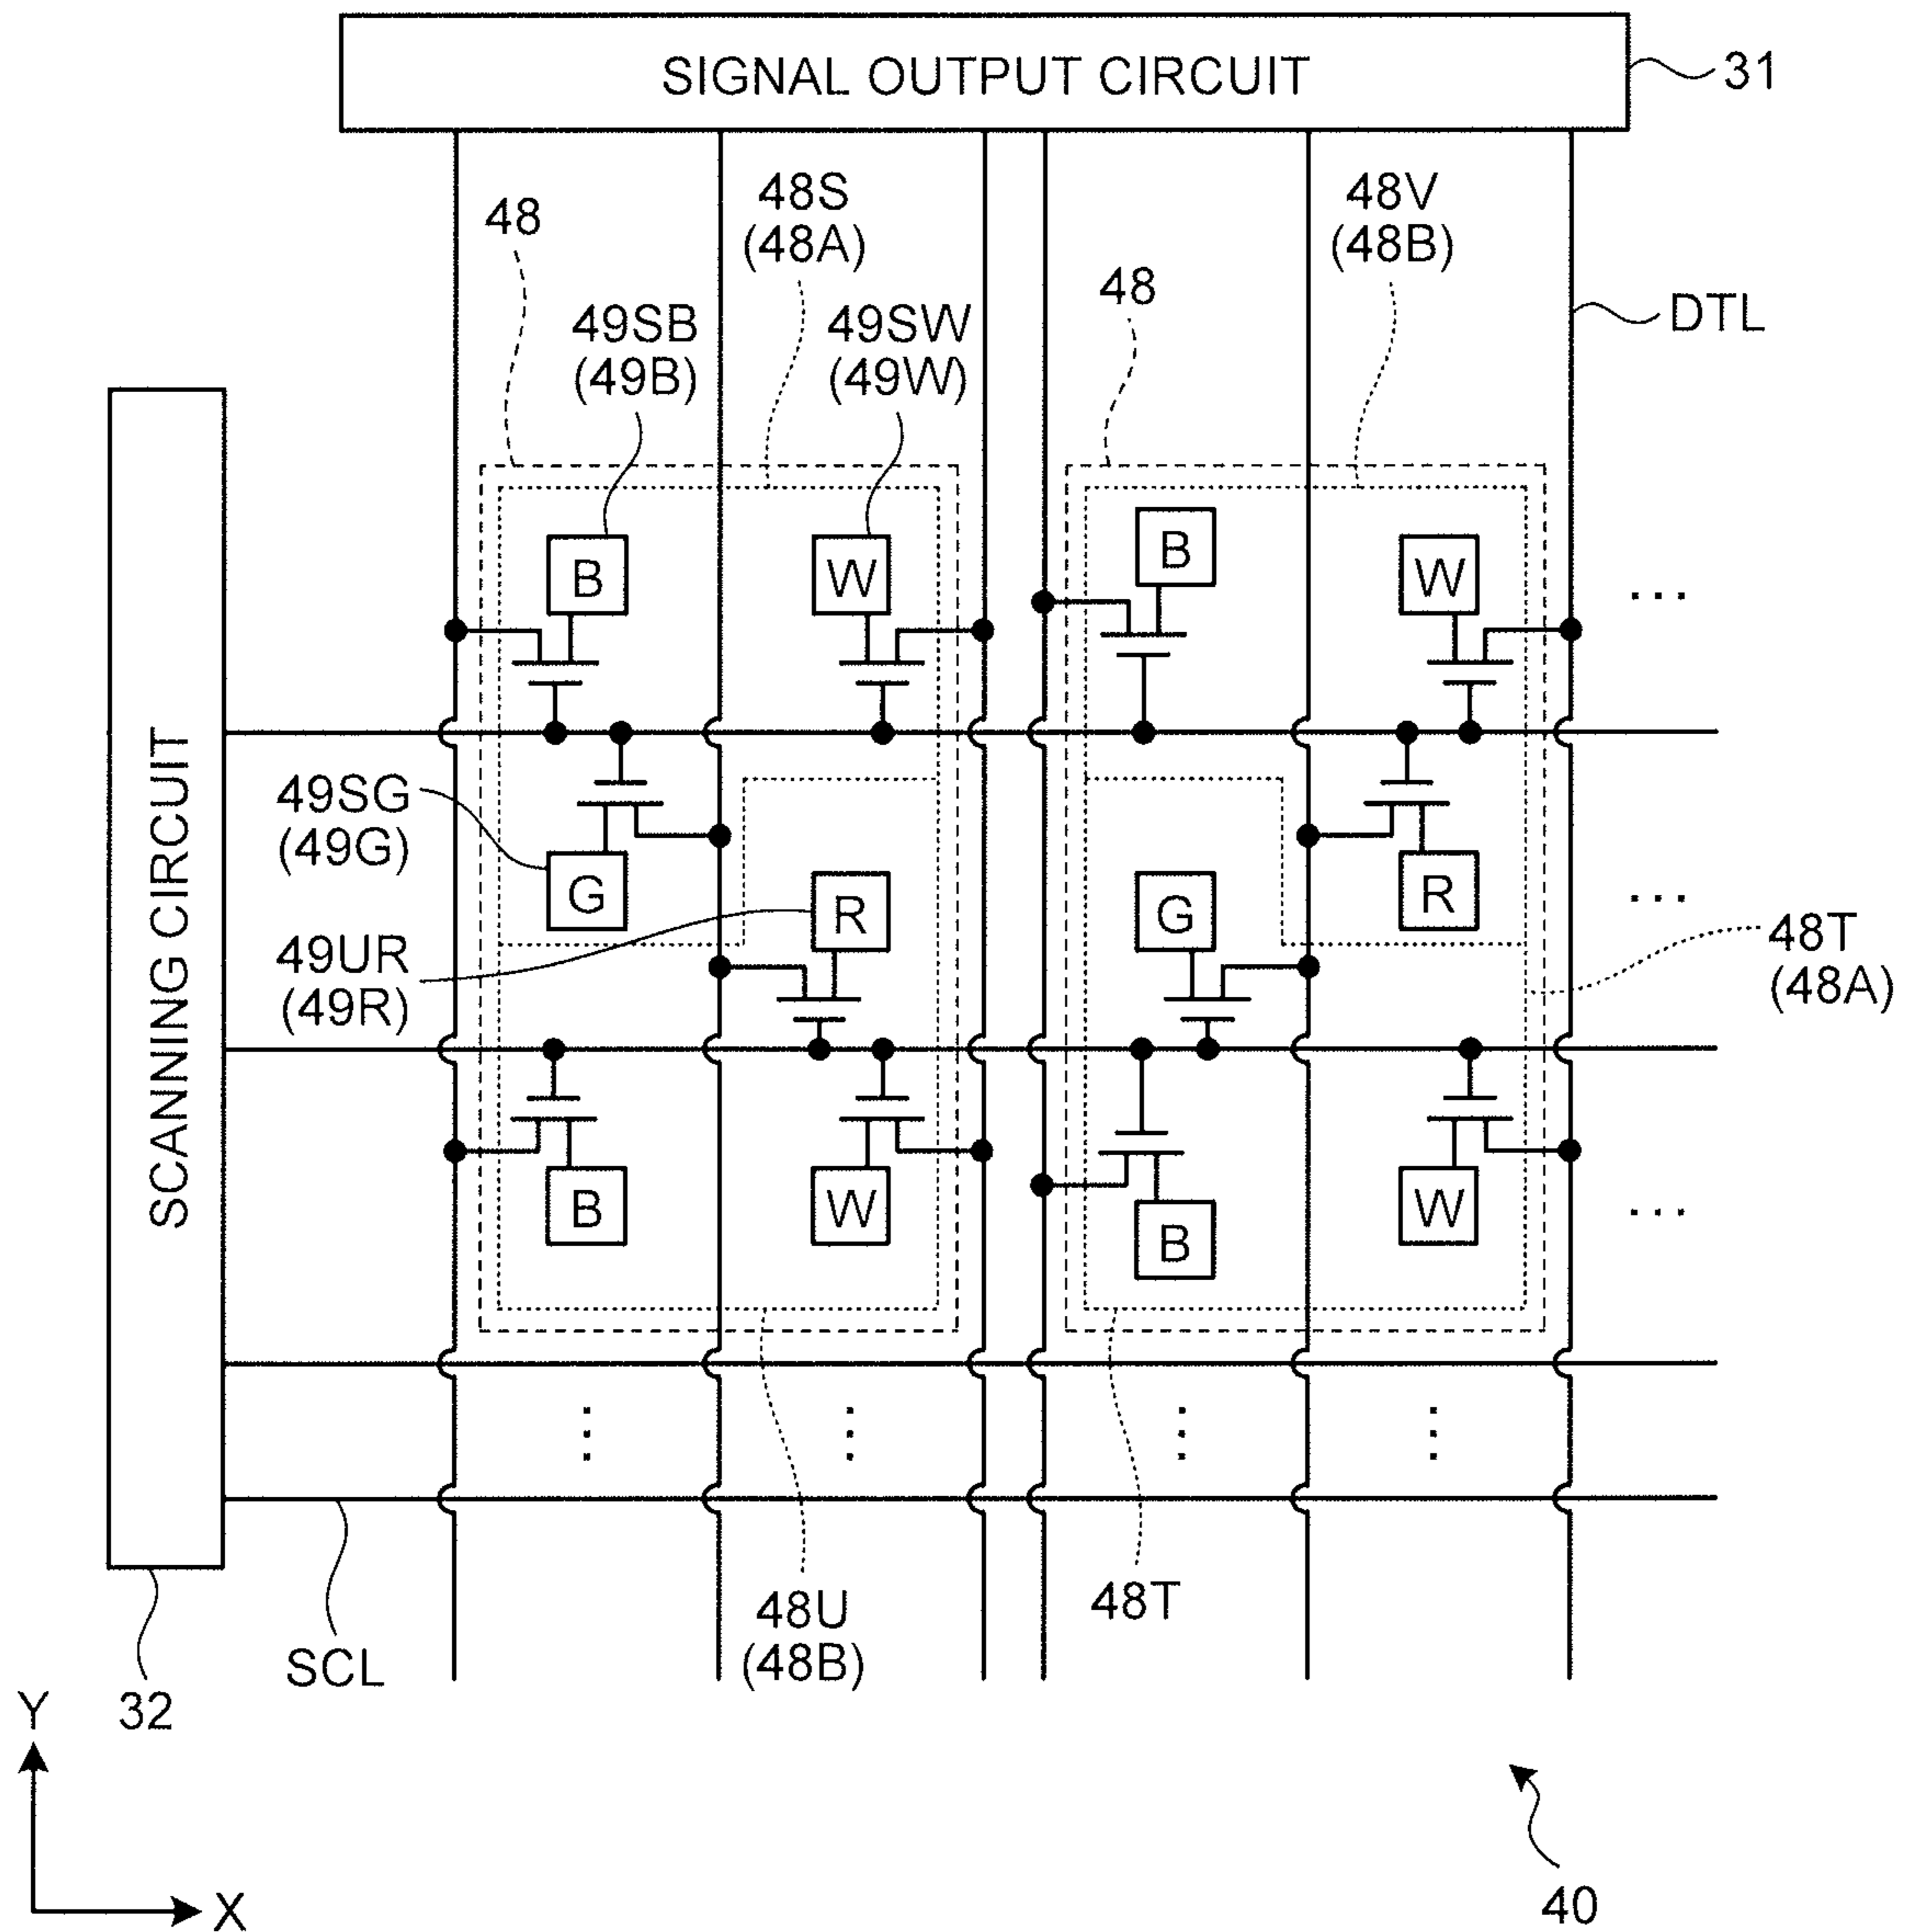 SIGNAL OUTPUT CIRCUIT
31
48
48S
(48A)
48
48V
(48B)
DTL
49SB
(49B)
49SW
(49W)
B
W
B
W
...
SCANNING CIRCUIT
49SG
(49G)
G
R
G
R
...
49UR
(49R)
48T
(48A)
B
W
B
W
...
48U
(48B)
48T
SCL
32
Y
X
40